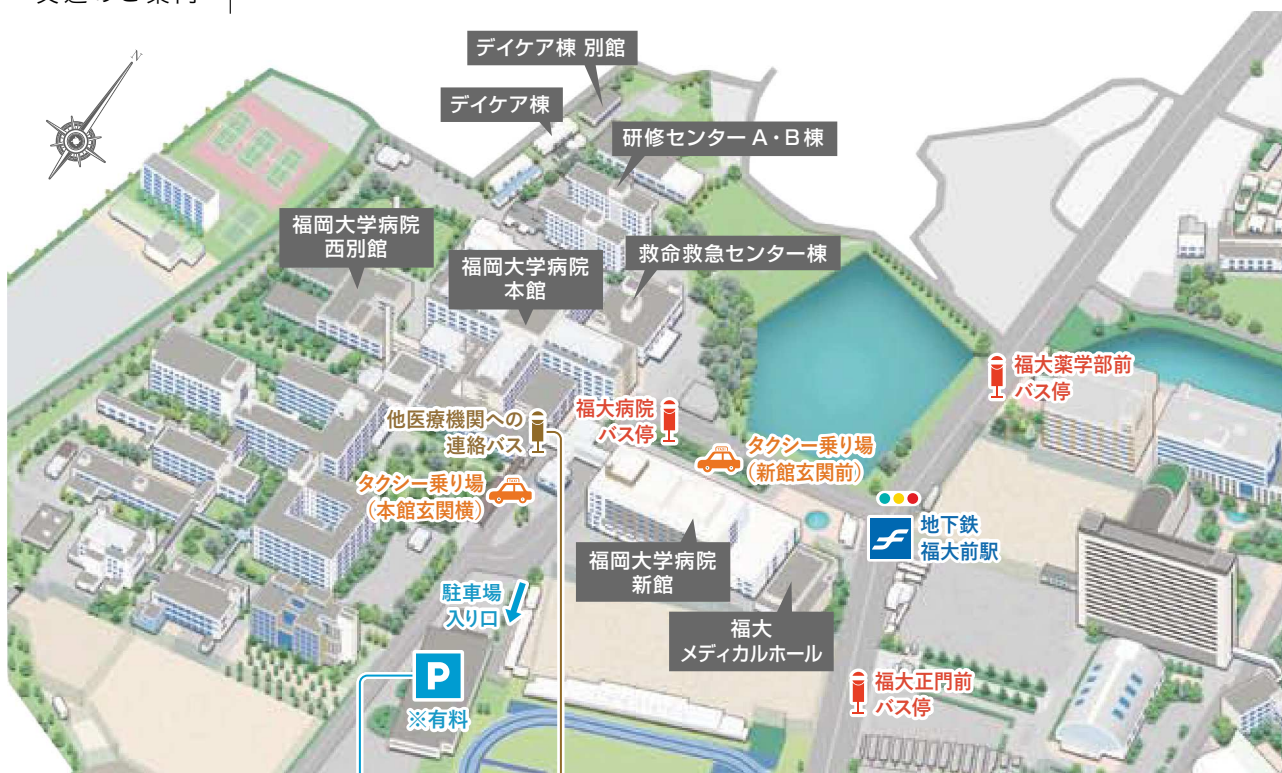 交通のご案内
N
デイケア棟 別館
デイケア棟
研修センター A・B棟
福岡大学病院
西別館
福岡大学病院
本館
救命救急センター棟
福大薬学部前
バス停
他医療機関への
連絡バス
福大病院
バス停
タクシー乗り場
(新館玄関前)
タクシー乗り場
(本館玄関横)
地下鉄
福大前駅
福岡大学病院
新館
駐車場
入り口
福大
メディカルホール
P
※有料
福大正門前
バス停